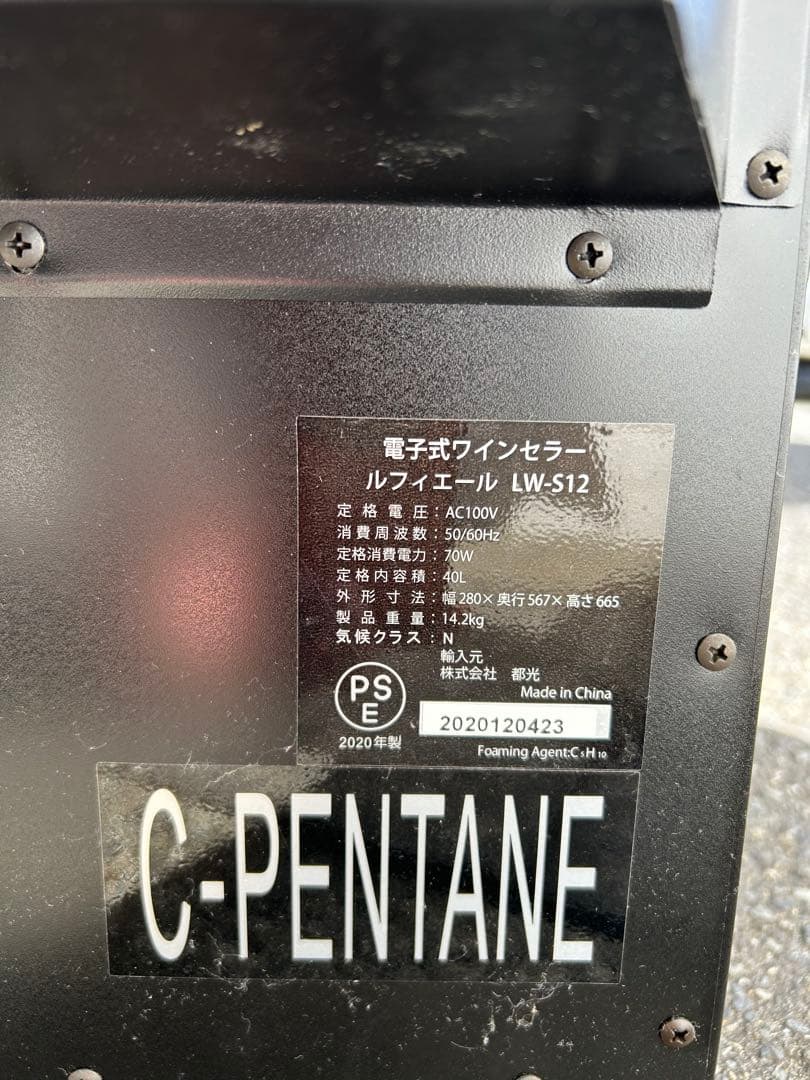 電子式ワインセラー
ルフィエール LW-S12
定格電圧：AC100V
消費周波数：50/60Hz
定格消費電力：70W
定格内容積：40L
外形寸法：幅280×奥行567×高さ665
製品重量：14.2kg
気候クラス：N
輸入元
株式会社 都光
Made in China
PS
E
2020120423
2020年製
Foaming Agent:C5H10
C-PENTANE